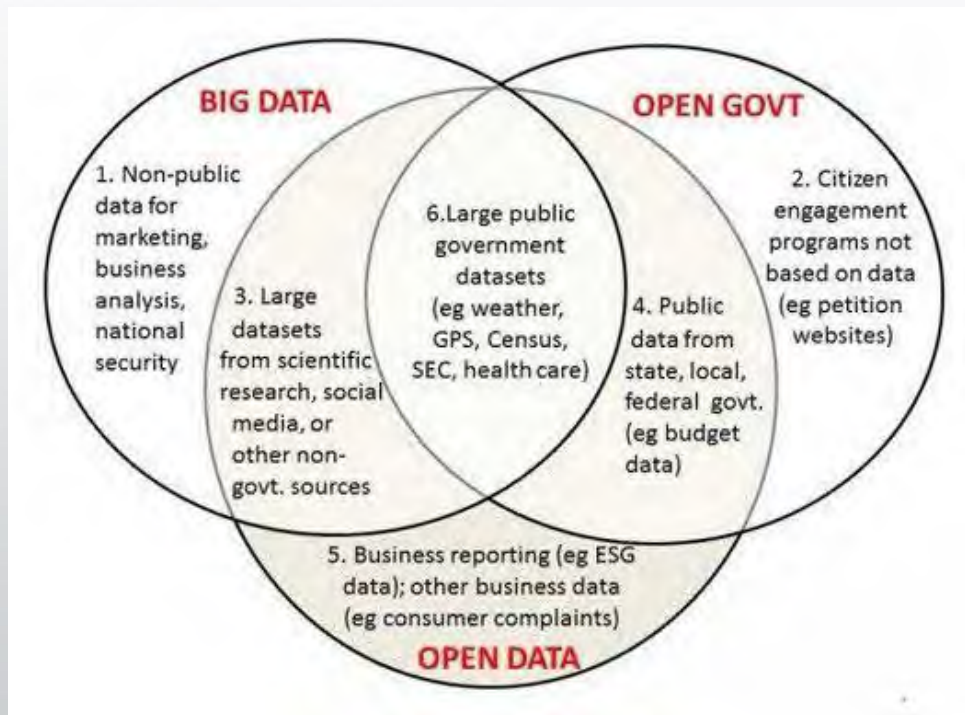 BIG DATA
OPEN GOVT
1. Non-public
data for
marketing,
business
analysis,
national
security
2. Citizen
engagement
programs not
based on data
(eg petition
websites)
3. Large
datasets
from scientific
research, social
media, or
other non-
govt. sources
6.Large public
government
datasets
(eg weather,
GPS, Census,
SEC, health care)
4. Public
data from
state, local,
federal govt.
(eg budget
data)
5. Business reporting (eg ESG
data); other business data
(eg consumer complaints)
OPEN DATA